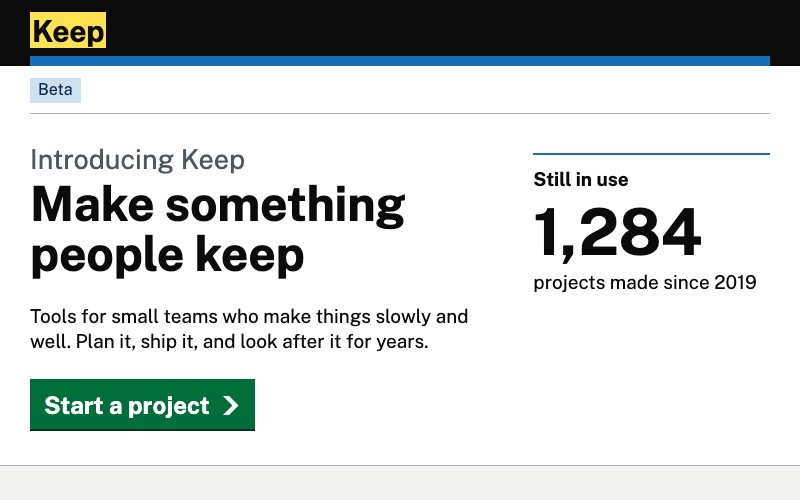 Keep
Beta
Introducing Keep
Make something
people keep
Tools for small teams who make things slowly and
well. Plan it, ship it, and look after it for years.
Start a project
Still in use
1,284
projects made since 2019